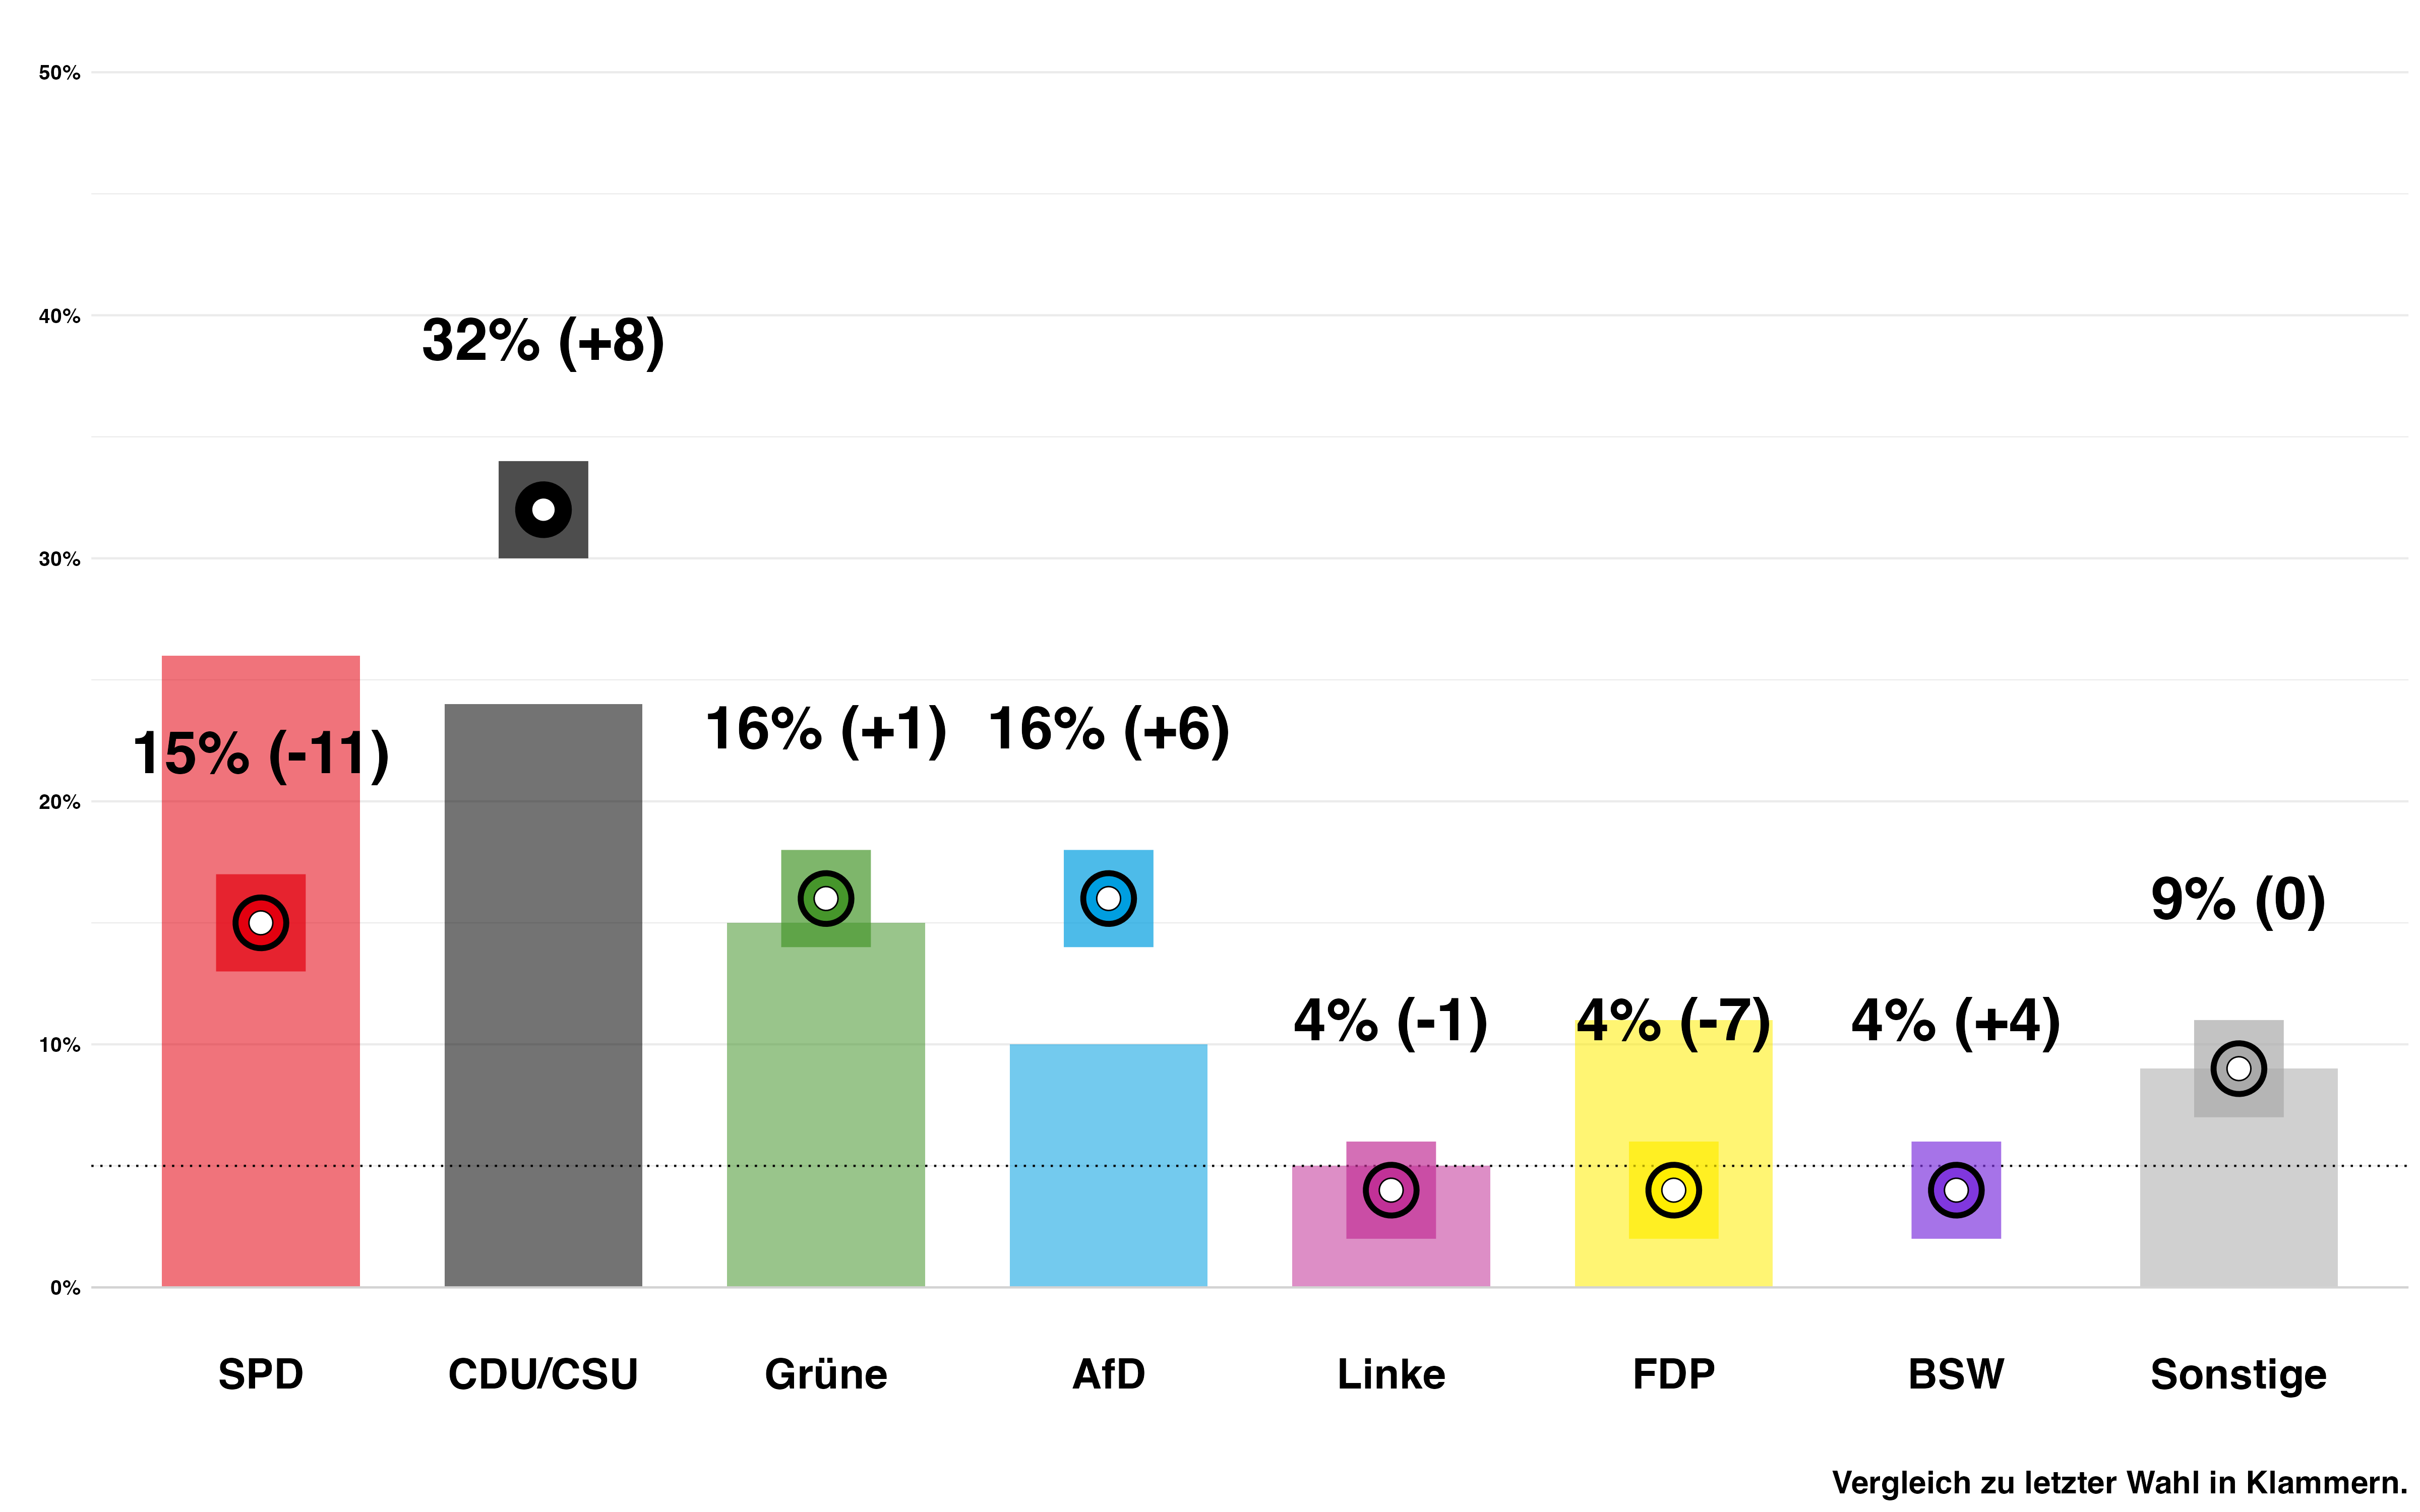 50%
40%
30%
20%
10%
0%
32% (+8)
15% (-11)
16% (+1)
16% (+6)
9% (0)
4% (-1)
4% (-7)
4% (+4)
SPD
CDU/CSU
Grüne
AfD
Linke
FDP
BSW
Sonstige
Vergleich zu letzter Wahl in Klammern.